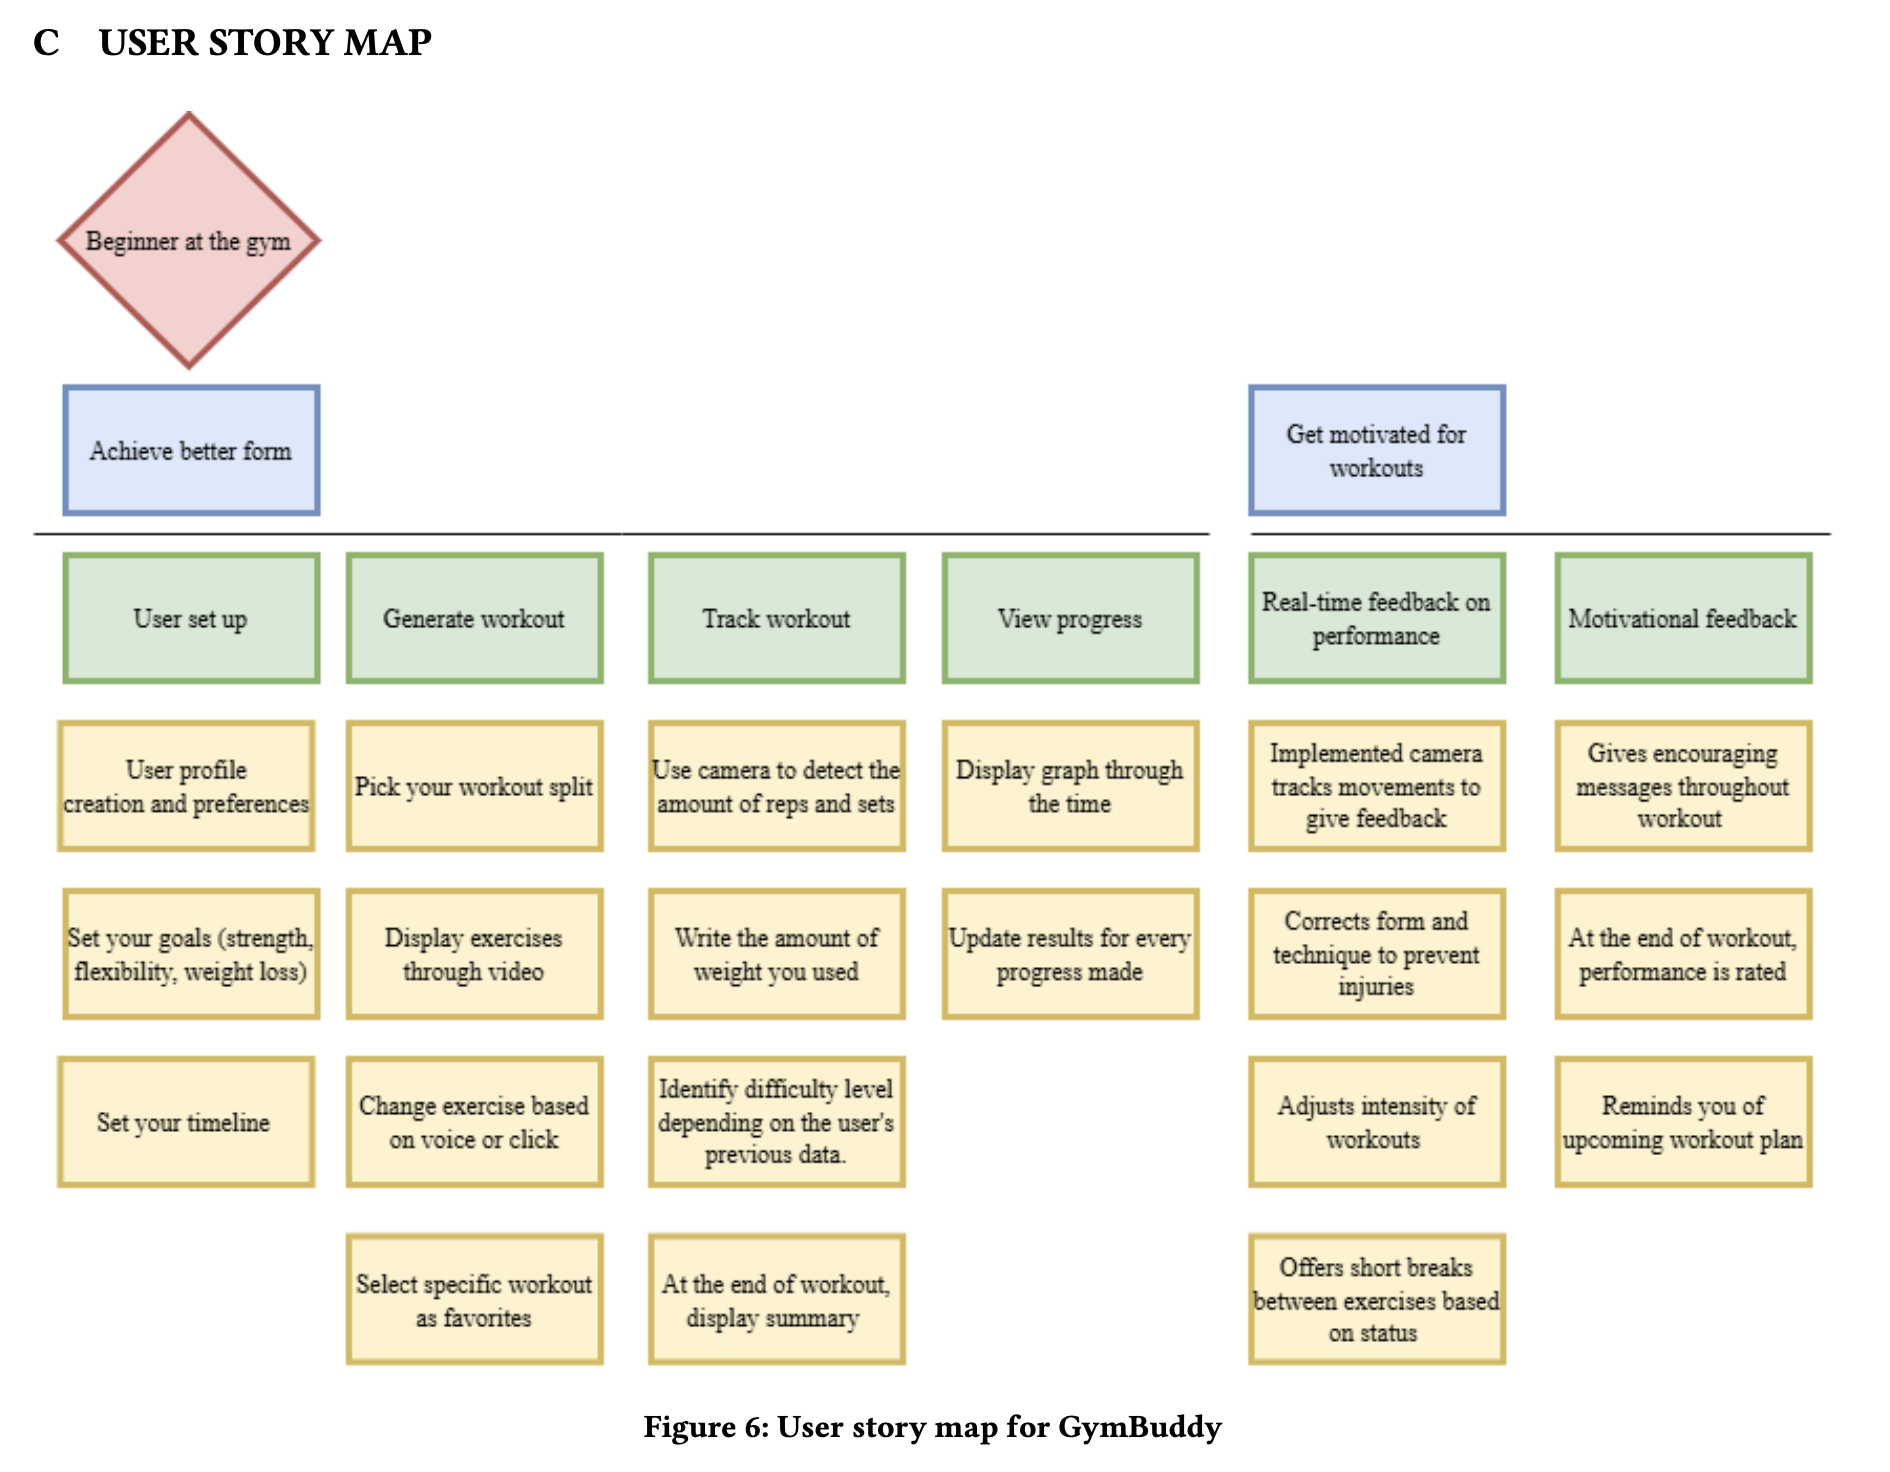 C USER STORY MAP
Beginner at the gym
Achieve better form
Get motivated for
workouts
User set up
Generate workout
Track workout
View progress
Real-time feedback on
performance
Motivational feedback
User profile
creation and preferences
Pick your workout split
Use camera to detect the
amount of reps and sets
Display graph through
the time
Implemented camera
tracks movements to
give feedback
Gives encouraging
messages throughout
workout
Set your goals (strength,
flexibility, weight loss)
Display exercises
through video
Write the amount of
weight you used
Update results for every
progress made
Corrects form and
technique to prevent
injuries
At the end of workout,
performance is rated
Set your timeline
Change exercise based
on voice or click
Identify difficulty level
depending on the user's
previous data.
Adjusts intensity of
workouts
Reminds you of
upcoming workout plan
Select specific workout
as favorites
At the end of workout,
display summary
Offers short breaks
between exercises based
on status
Figure 6: User story map for GymBuddy